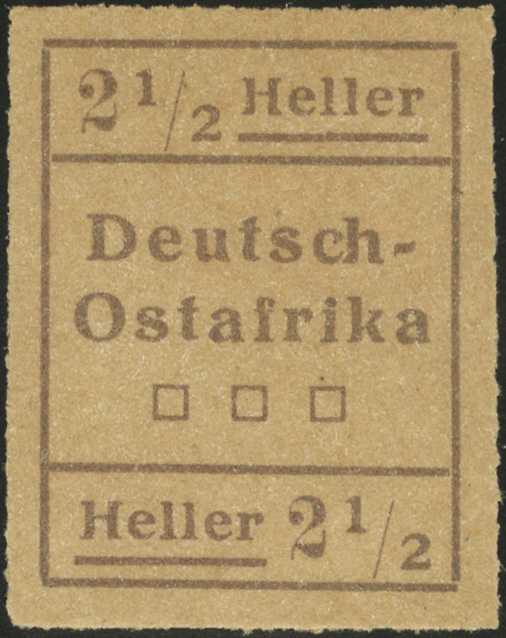 2 1/2 Heller
Deutsch-
Ostafrika
Heller 2 1/2